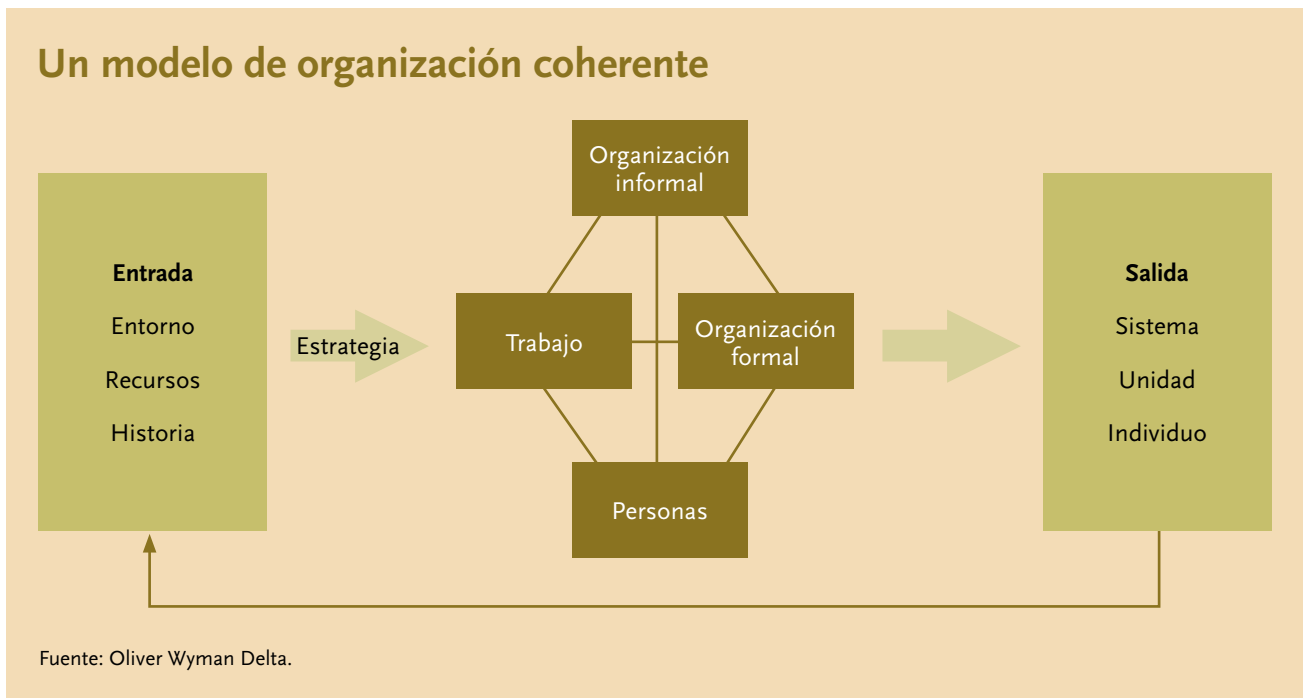 Un modelo de organización coherente
Entrada
Entorno
Recursos
Historia
Estrategia
Organización
informal
Trabajo
Organización
formal
Personas
Salida
Sistema
Unidad
Individuo
Fuente: Oliver Wyman Delta.